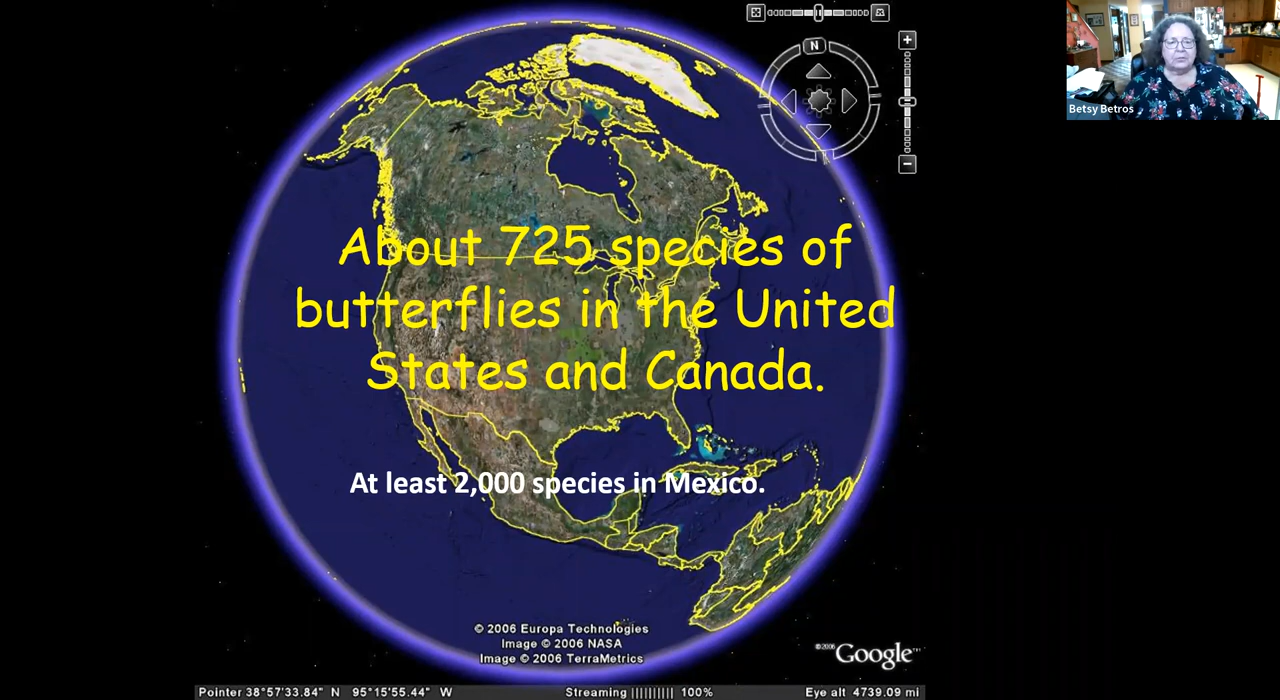 N
Betsy Betros
About 725 species of
butterflies in the United
States and Canada.
At least 2,000 species in Mexico.
© 2006 Europa Technologies
Image © 2006 NASA
Image © 2006 TerraMetrics
©2006 Google™
Pointer 38°57'33.84" N 95°15'55.44" W Streaming |||||||||| 100% Eye alt 4739.09 mi